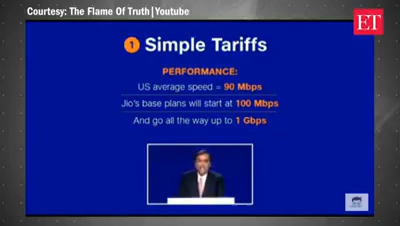 Courtesy: The Flame Of Truth|Youtube
ET
1 Simple Tariffs
PERFORMANCE:
US average speed = 90 Mbps
Jio's base plans will start at 100 Mbps
And go all the way up to 1 Gbps